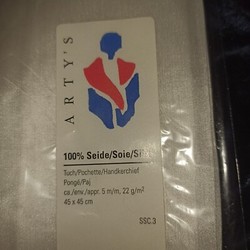 ARTY'S
100% Seide/Soie/Silk
Tuch/Pochette/Handkerchief
Pongé/Paj
ca./env./appr. 5 m/m, 22 g/m²
45 x 45 cm
SSC.3